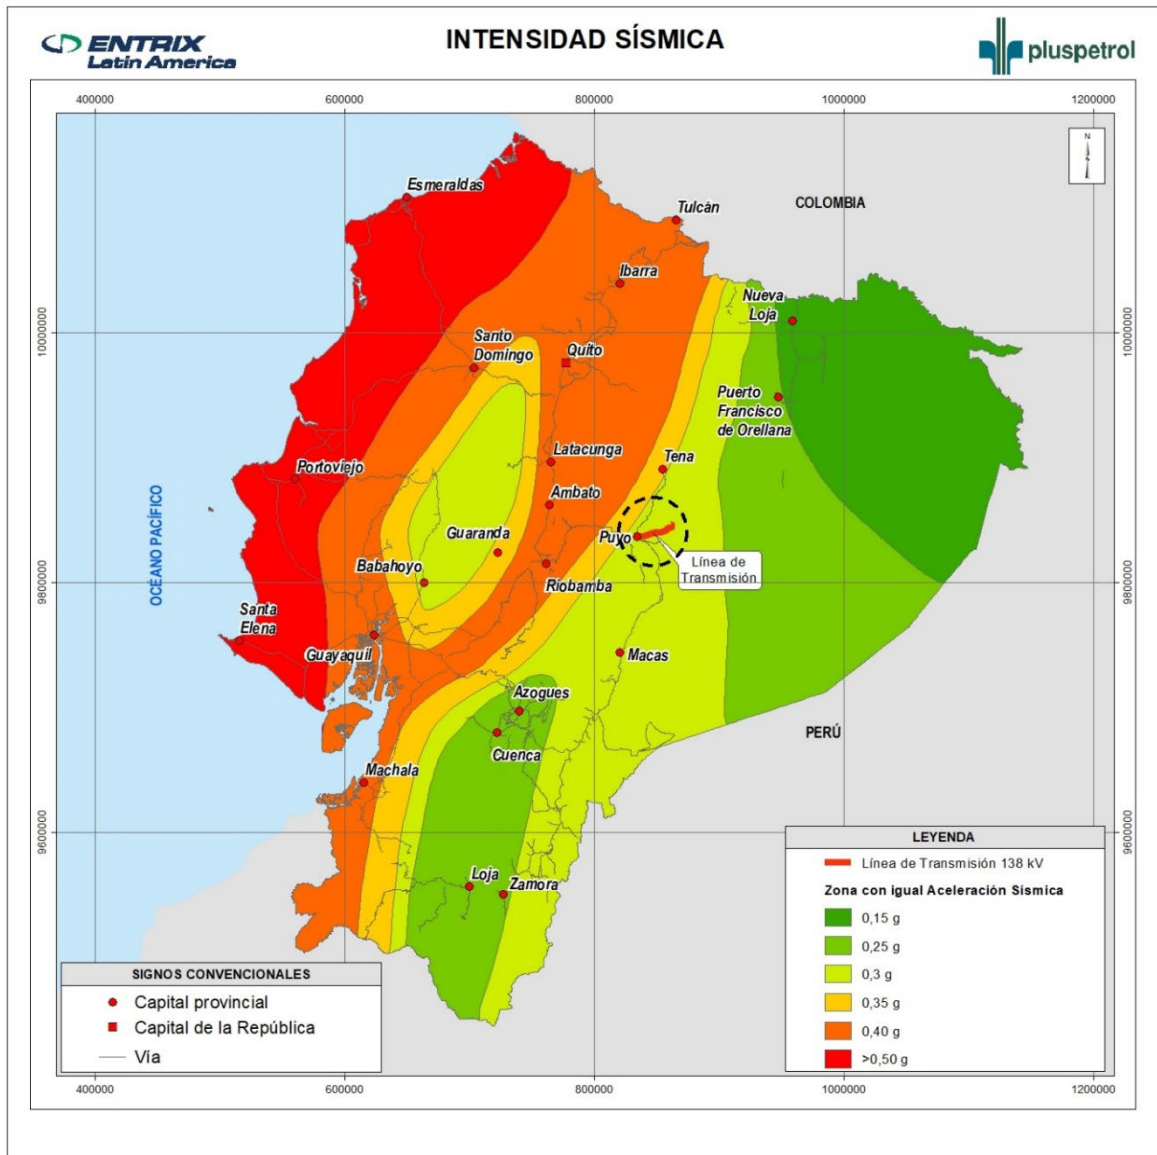 ENTRIX
Latin America
INTENSIDAD SÍSMICA
pluspetrol
400000 600000 800000 1000000 1200000
N
Esmeraldas
Tulcán
COLOMBIA
Ibarra
Nueva
Loja
10000000
10000000
Santo
Domingo
Quito
Puerto
Francisco
de Orellana
Portoviejo
Latacunga
Tena
Ambato
OCÉANO PACÍFICO
Guaranda
Puyo
Babahoyo
Línea de
Transmisión
9800000
9800000
Riobamba
Santa
Elena
Guayaquil
Macas
Azogues
PERÚ
Cuenca
Machala
9600000
9600000
Loja
Zamora
LEYENDA
Línea de Transmisión 138 kV
Zona con igual Aceleración Sísmica
0,15 g
0,25 g
0,3 g
0,35 g
0,40 g
>0,50 g
SIGNOS CONVENCIONALES
Capital provincial
Capital de la República
Vía
400000 600000 800000 1000000 1200000